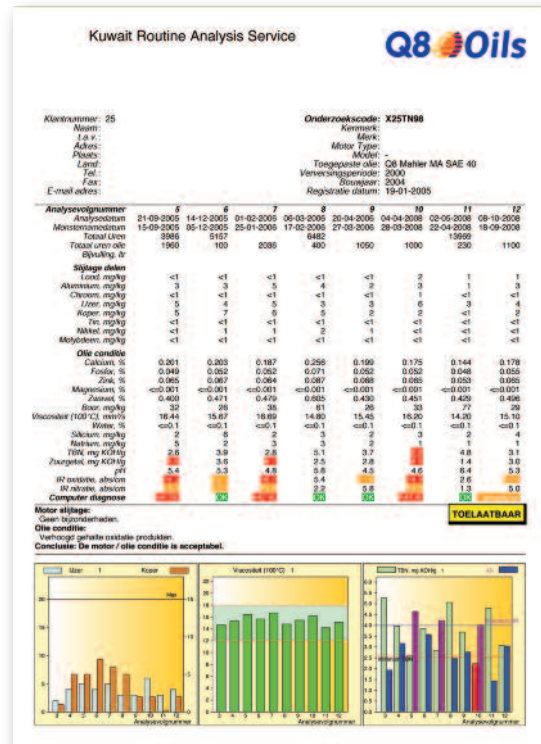 Kuwait Routine Analysis Service
Q8 Oils
Klantnummer: 25
Naam:
t.a.v.:
Adres:
Plaats:
Land:
Tel.:
Fax:
E-mail adres:
Onderzoekscode: X25TN98
Kenmerk:
Merk:
Motor Type:
Model: -
Toegepaste olie: Q8 Mahler MA SAE 40
Verversingsperiode: 2000
Bouwjaar: 2004
Registratie datum: 19-01-2005
Analysevolgnummer 5 6 7 8 9 10 11 12
Analysedatum 21-09-2005 14-12-2005 01-02-2006 06-03-2006 20-04-2006 04-04-2008 02-05-2008 08-10-2008
Monsternamedatum 15-09-2005 05-12-2005 25-01-2006 17-02-2006 27-03-2006 28-03-2008 22-04-2008 18-09-2008
Totaal Uren 3986 5157 6482 13969
Totaal uren olie 1960 100 2035 400 1050 1000 230 1100
Bijvulling, ltr
Slijtage delen
Lood, mg/kg <1 <1 <1 <1 <1 2 1 1
Aluminium, mg/kg 3 3 5 4 2 3 1 3
Chroom, mg/kg <1 <1 <1 <1 <1 1 <1 <1
IJzer, mg/kg 5 4 5 3 3 6 3 4
Koper, mg/kg 5 7 6 5 2 2 <1 2
Tin, mg/kg <1 <1 <1 <1 <1 <1 <1 <1
Nikkel, mg/kg <1 1 1 2 1 <1 <1 <1
Molybdeen, mg/kg <1 <1 <1 <1 <1 <1 <1 <1
Olie conditie
Calcium, % 0.201 0.203 0.187 0.256 0.199 0.175 0.144 0.178
Fosfor, % 0.049 0.052 0.052 0.071 0.052 0.052 0.048 0.055
Zink, % 0.065 0.067 0.064 0.087 0.068 0.065 0.053 0.065
Magnesium, % <=0.001 <=0.001 <=0.001 <=0.001 <=0.001 <=0.001 <=0.001 <=0.001
Zwavel, % 0.400 0.471 0.479 0.605 0.430 0.451 0.429 0.496
Boor, mg/kg 32 26 35 61 26 33 77 29
Viscositeit (100°C), mm²/s 16.44 15.67 16.69 14.80 15.45 16.20 14.20 15.10
Water, % <=0.1 <=0.1 <=0.1 <=0.1 <=0.1 <=0.1 <=0.1 <=0.1
Silicium, mg/kg 2 6 2 3 2 3 2 4
Natrium, mg/kg 5 2 3 3 2 1 1 1
TBN, mg KOH/g 2.6 3.9 2.8 5.1 3.7 4.8 3.1
Zuurgetal, mg KOH/g 3.6 2.5 2.8 1.4 3.0
pH 5.4 5.3 4.8 5.8 4.5 4.6 6.4 5.3
IR oxidatie, abs/cm 5.4 2.6
IR nitratie, abs/cm 2.2 5.8 1.3 5.0
Computer diagnose OK OK OK
Motor slijtage:
Geen bijzonderheden.
Olie conditie:
Verhoogd gehalte oxidatie produkten.
Conclusie: De motor / olie conditie is acceptabel.
TOELAATBAAR
IJzer 1 Koper
Max
Analysevolgnummer
Viscositeit (100°C) 1
Analysevolgnummer
TBN, mg KOH/g 1
Analysevolgnummer